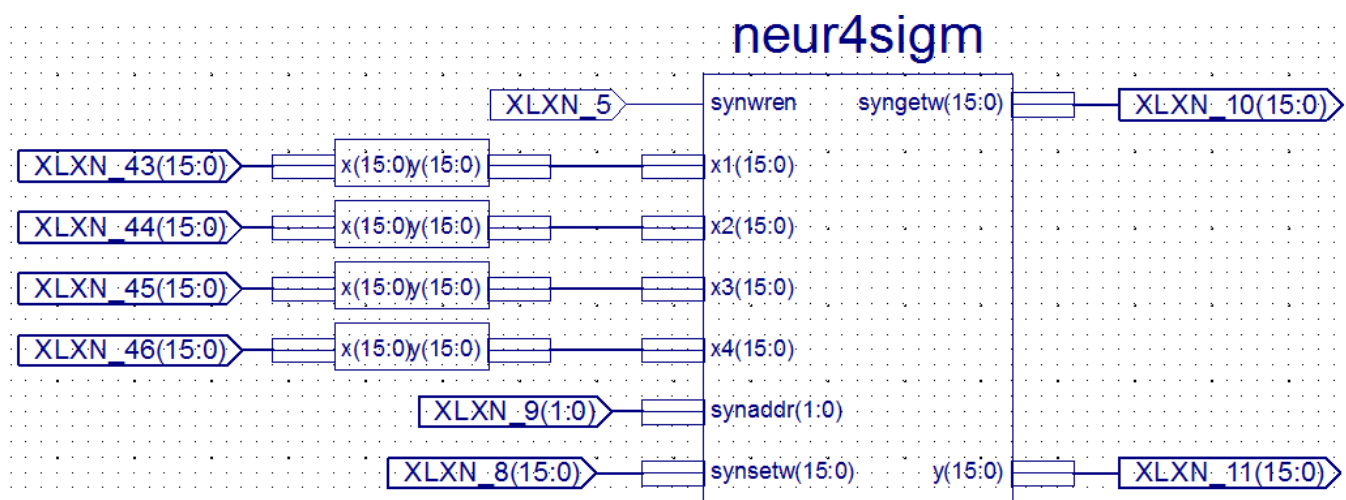 neur4sigm
XLXN_5 synwren syngetw(15:0) XLXN_10(15:0)
XLXN_43(15:0) x(15:0) y(15:0) x1(15:0)
XLXN_44(15:0) x(15:0) y(15:0) x2(15:0)
XLXN_45(15:0) x(15:0) y(15:0) x3(15:0)
XLXN_46(15:0) x(15:0) y(15:0) x4(15:0)
XLXN_9(1:0) synaddr(1:0)
XLXN_8(15:0) synsetw(15:0) y(15:0) XLXN_11(15:0)